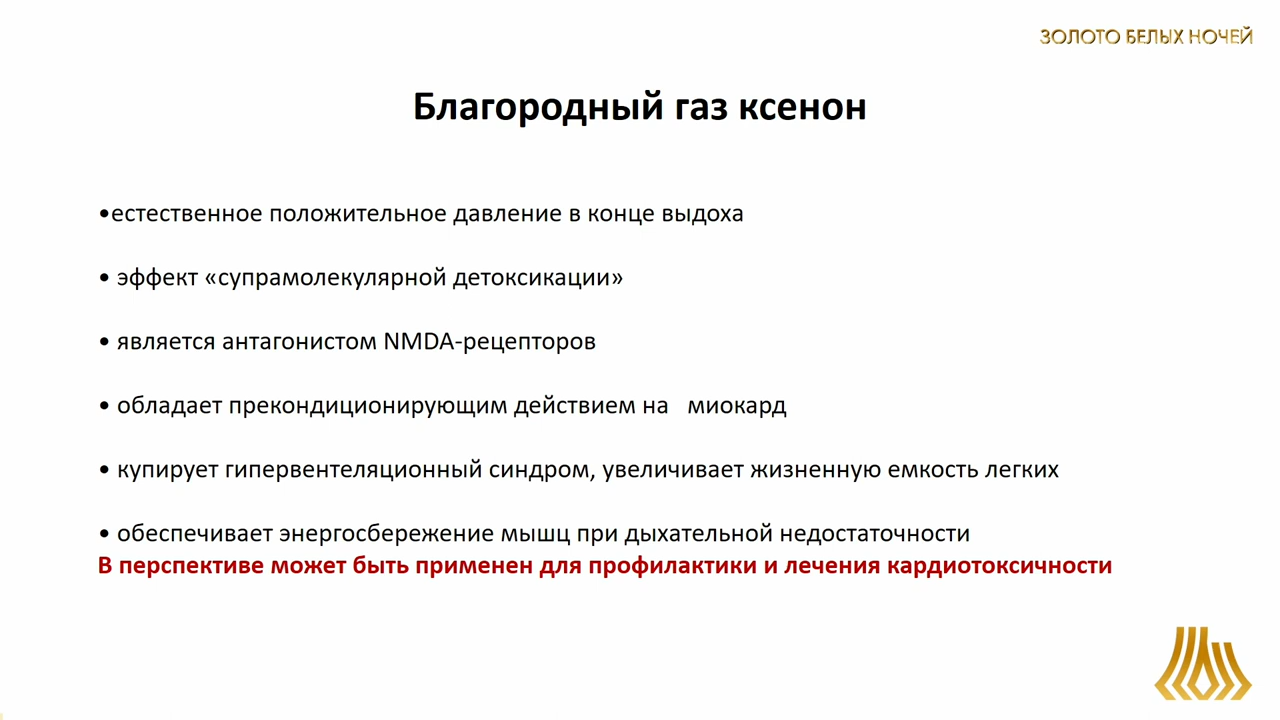 ЗОЛОТО БЕЛЫХ НОЧЕЙ
Благородный газ ксенон
•естественное положительное давление в конце выдоха
• эффект «супрамолекулярной детоксикации»
• является антагонистом NMDA-рецепторов
• обладает прекондиционирующим действием на   миокард
• купирует гипервентеляционный синдром, увеличивает жизненную емкость легких
• обеспечивает энергосбережение мышц при дыхательной недостаточности
В перспективе может быть применен для профилактики и лечения кардиотоксичности